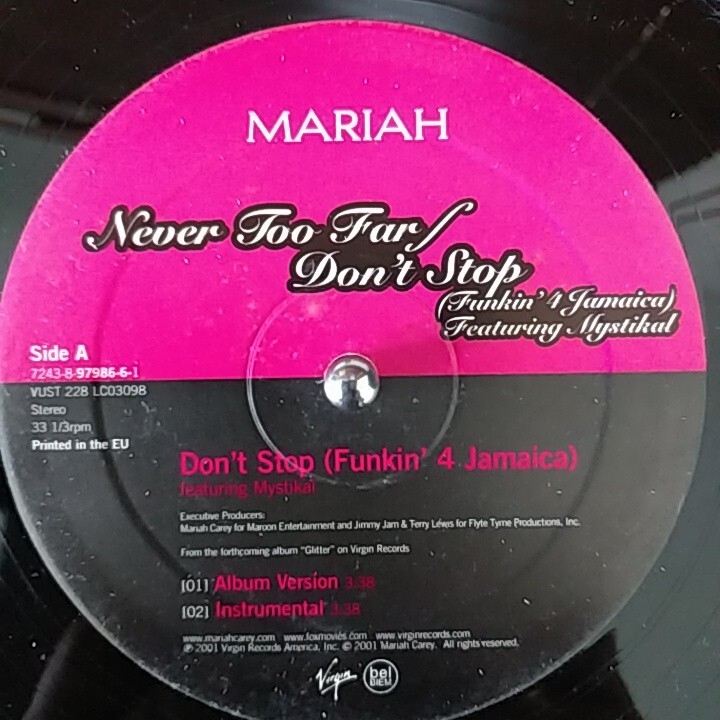 MARIAH
Never Too Far/
Don't Stop
(Funkin' 4 Jamaica)
Featuring Mystikal
Side A
7243-8-97986-6-1
VUST 228 LC03098
Stereo
33 1/3rpm
Printed in the EU
Don't Stop (Funkin' 4 Jamaica)
featuring Mystikal
Executive Producers:
Mariah Carey for Maroon Entertainment and Jimmy Jam & Terry Lewis for Flyte Tyme Productions, Inc.
From the forthcoming album "Glitter" on Virgin Records
[01] Album Version 3.38
[02] Instrumental 3.38
www.mariahcarey.com www.foxmovies.com www.virginrecords.com
℗ 2001 Virgin Records America, Inc. © 2001 Mariah Carey. All rights reserved.
Virgin bel
BIEM